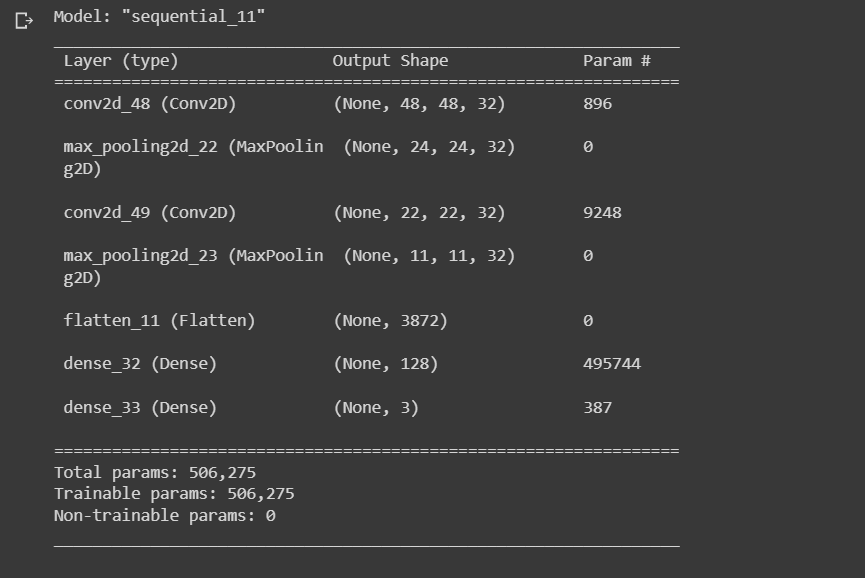 Model: "sequential_11"
Layer (type) Output Shape Param #
conv2d_48 (Conv2D) (None, 48, 48, 32) 896
max_pooling2d_22 (MaxPoolin (None, 24, 24, 32) 0
g2D)
conv2d_49 (Conv2D) (None, 22, 22, 32) 9248
max_pooling2d_23 (MaxPoolin (None, 11, 11, 32) 0
g2D)
flatten_11 (Flatten) (None, 3872) 0
dense_32 (Dense) (None, 128) 495744
dense_33 (Dense) (None, 3) 387
Total params: 506,275
Trainable params: 506,275
Non-trainable params: 0